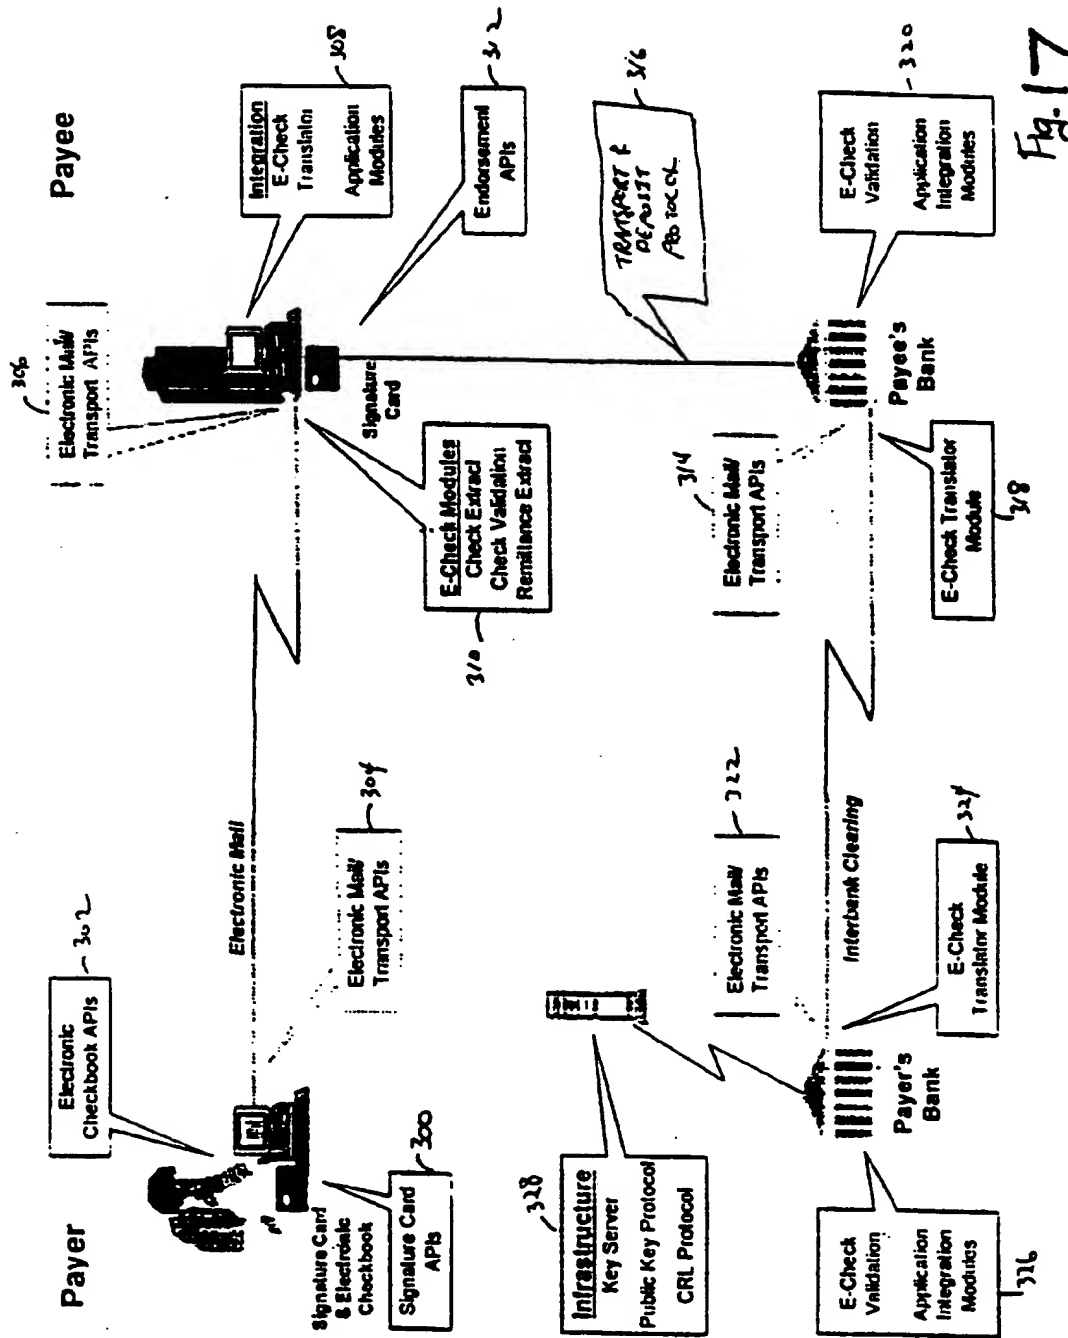 Payer
302
Electronic
Checkbook APIs
Electronic Mail
Signature Card
& Electronic
Checkbook
300
Signature Card
APIs
304
Electronic Mail/
Transport APIs
306
Electronic Mail/
Transport APIs
Payee
308
Integration
E-Check
Translator
Application
Modules
Signature
Card
312
Endorsement
APIs
E-Check Modules
Check Extract
Check Validation
Remittance Extract
310
316
TRANSPORT &
DEPOSIT
PROTOCOL
328
Infrastructure
Key Server
Public Key Protocol
CRL Protocol
322
Electronic Mail/
Transport APIs
314
Electronic Mail/
Transport APIs
Payer's
Bank
Interbank Clearing
Payee's
Bank
E-Check
Validation
Application
Integration
Modules
326
324
E-Check
Translator Module
E-Check Translator
Module
318
320
E-Check
Validation
Application
Integration
Modules
Fig. 17